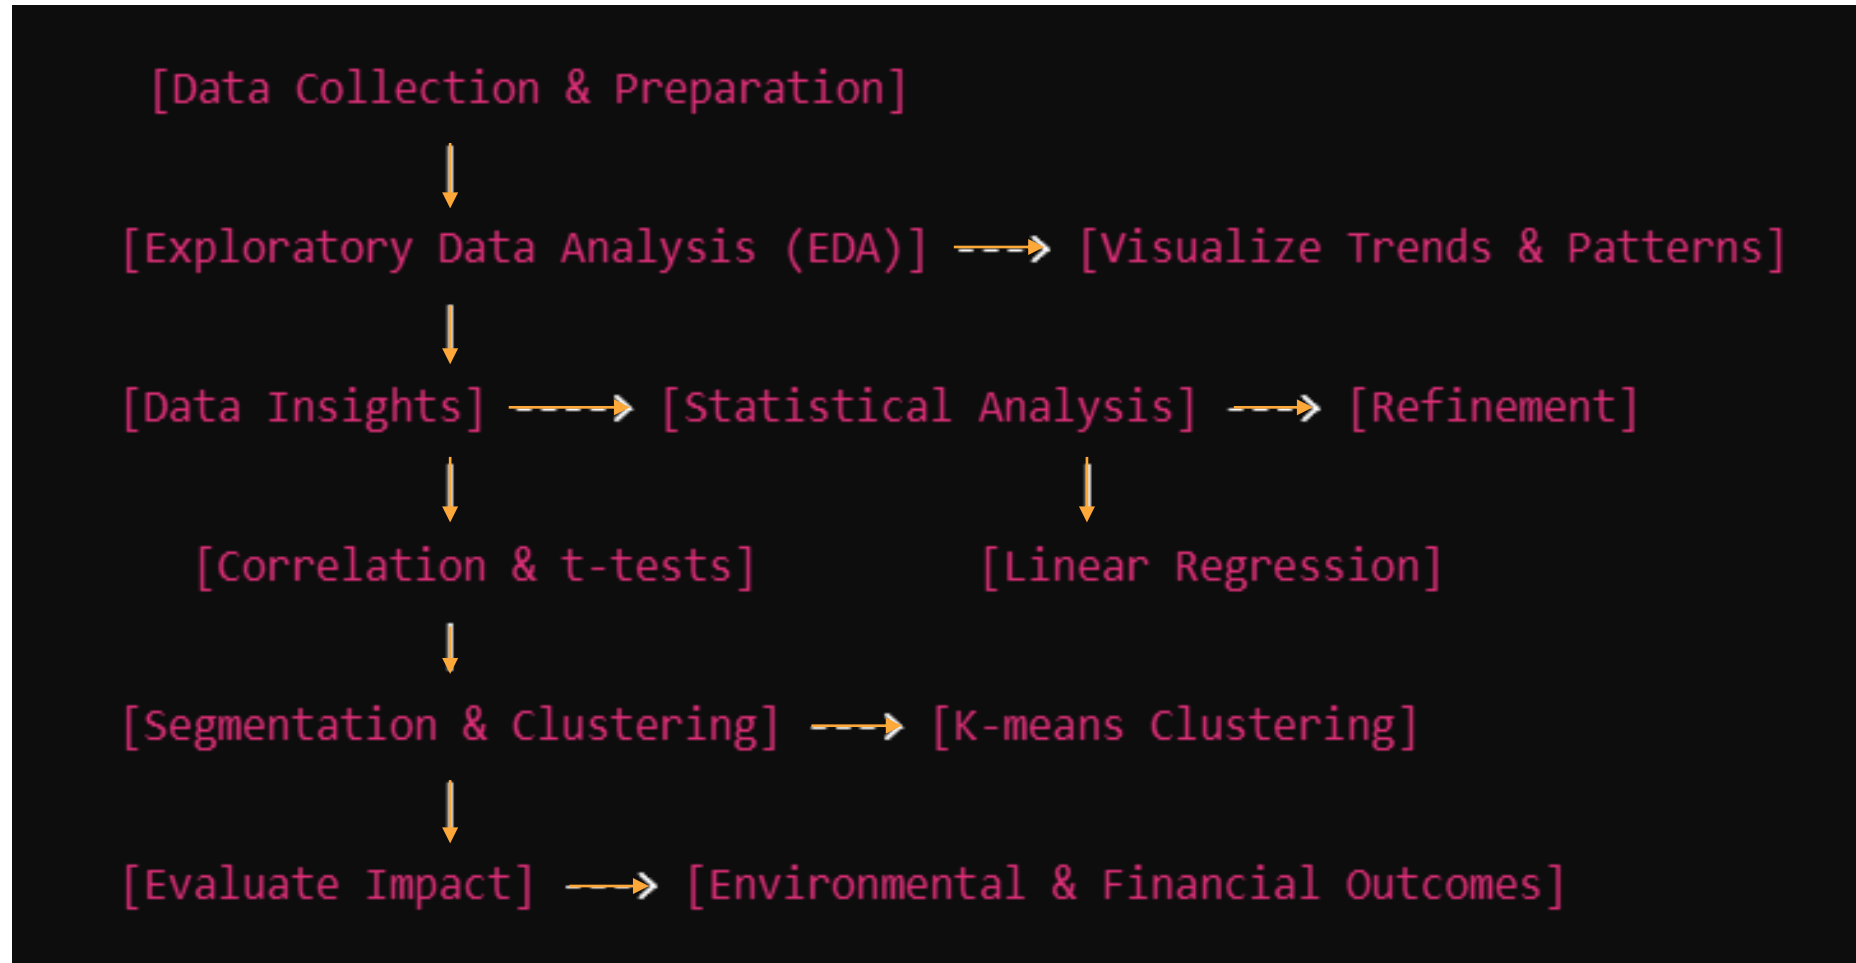 [Data Collection & Preparation]
[Exploratory Data Analysis (EDA)] [Visualize Trends & Patterns]
[Data Insights] [Statistical Analysis] [Refinement]
[Correlation & t-tests] [Linear Regression]
[Segmentation & Clustering] [K-means Clustering]
[Evaluate Impact] [Environmental & Financial Outcomes]